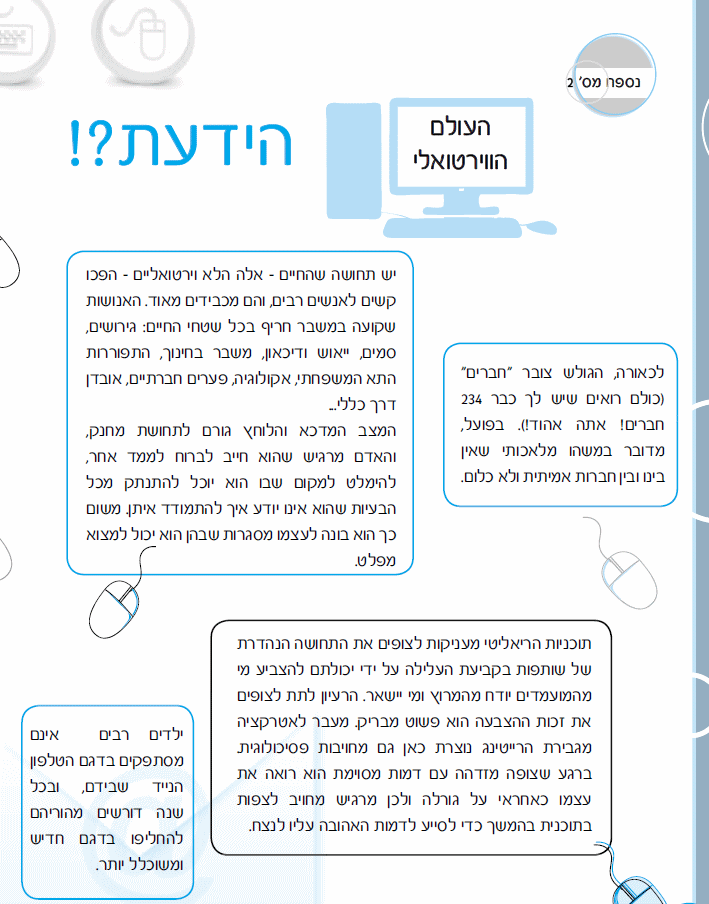 נספח מס' 2
העולם
הווירטואלי
הידעת?!
יש תחושה שהחיים - אלה הלא וירטואליים - הפכו
קשים לאנשים רבים, והם מכבידים מאוד. האנושות
שקועה במשבר חריף בכל שטחי החיים: גירושים,
סמים, ייאוש ודיכאון, משבר בחינוך, התפוררות
התא המשפחתי, אקולוגיה, פערים חברתיים, אובדן
דרך כללי...
המצב המדכא והלוחץ גורם לתחושת מחנק,
והאדם מרגיש שהוא חייב לברוח לממד אחר,
להימלט למקום שבו הוא יוכל להתנתק מכל
הבעיות שהוא אינו יודע איך להתמודד איתן. משום
כך הוא בונה לעצמו מסגרות שבהן הוא יכול למצוא
מפלט.
לכאורה, הגולש צובר "חברים"
(כולם רואים שיש לך כבר 234
חברים! אתה אהוד!). בפועל,
מדובר במשהו מלאכותי שאין
בינו ובין חברות אמיתית ולא כלום.
תוכניות הריאליטי מעניקות לצופים את התחושה הנהדרת
של שותפות בקביעת העלילה על ידי יכולתם להצביע מי
מהמועמדים יודח מהמרוץ ומי יישאר. הרעיון לתת לצופים
את זכות ההצבעה הוא פשוט מבריק. מעבר לאטרקציה
מגבירת הרייטינג נוצרת כאן גם מחויבות פסיכולוגית.
ברגע שצופה מזדהה עם דמות מסוימת הוא רואה את
עצמו כאחראי על גורלה ולכן מרגיש מחויב לצפות
בתוכנית בהמשך כדי לסייע לדמות האהובה עליו לנצח.
ילדים רבים אינם
מסתפקים בדגם הטלפון
הנייד שבידם, ובכל
שנה דורשים מהוריהם
להחליפו בדגם חדיש
ומשוכלל יותר.